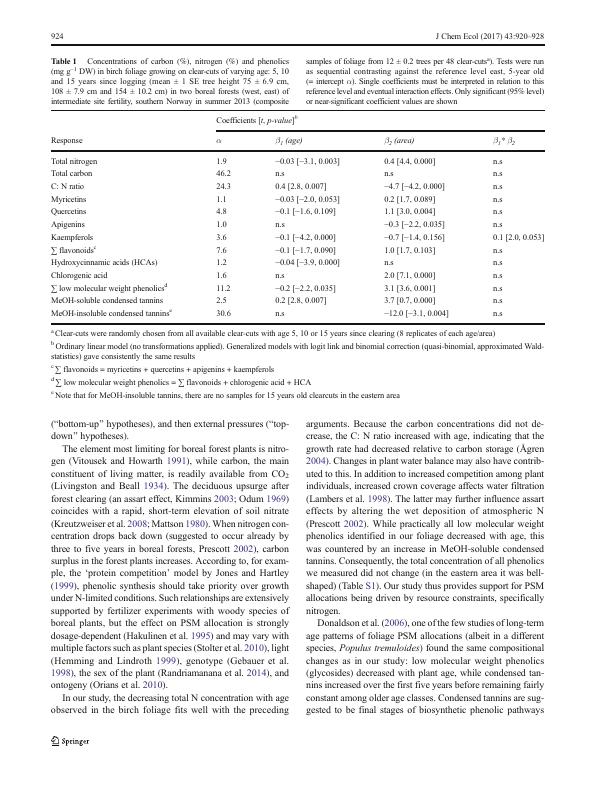 924
J Chem Ecol (2017) 43:920–928
Table 1 Concentrations of carbon (%), nitrogen (%) and phenolics
(mg g−1 DW) in birch foliage growing on clear-cuts of varying age: 5, 10
and 15 years since logging (mean ± 1 SE tree height 75 ± 6.9 cm,
108 ± 7.9 cm and 154 ± 10.2 cm) in two boreal forests (west, east) of
intermediate site fertility, southern Norway in summer 2013 (composite
samples of foliage from 12 ± 0.2 trees per 48 clear-cutsa). Tests were run
as sequential contrasting against the reference level east, 5-year old
(= intercept α). Single coefficients must be interpreted in relation to this
reference level and eventual interaction effects. Only significant (95% level)
or near-significant coefficient values are shown
Coefficients [t, p-value]b
Response α β1 (age) β2 (area) β1* β2
Total nitrogen 1.9 −0.03 [−3.1, 0.003] 0.4 [4.4, 0.000] n.s
Total carbon 46.2 n.s n.s n.s
C: N ratio 24.3 0.4 [2.8, 0.007] −4.7 [−4.2, 0.000] n.s
Myricetins 1.1 −0.03 [−2.0, 0.053] 0.2 [1.7, 0.089] n.s
Quercetins 4.8 −0.1 [−1.6, 0.109] 1.1 [3.0, 0.004] n.s
Apigenins 1.0 n.s −0.3 [−2.2, 0.035] n.s
Kaempferols 3.6 −0.1 [−4.2, 0.000] −0.7 [−1.4, 0.156] 0.1 [2.0, 0.053]
∑ flavonoidsc 7.6 −0.1 [−1.7, 0.090] 1.0 [1.7, 0.103] n.s
Hydroxycinnamic acids (HCAs) 1.2 −0.04 [−3.9, 0.000] n.s n.s
Chlorogenic acid 1.6 n.s 2.0 [7.1, 0.000] n.s
∑ low molecular weight phenolicsd 11.2 −0.2 [−2.2, 0.035] 3.1 [3.6, 0.001] n.s
MeOH-soluble condensed tannins 2.5 0.2 [2.8, 0.007] 3.7 [0.7, 0.000] n.s
MeOH-insoluble condensed tanninse 30.6 n.s −12.0 [−3.1, 0.004] n.s
a Clear-cuts were randomly chosen from all available clear-cuts with age 5, 10 or 15 years since clearing (8 replicates of each age/area)
b Ordinary linear model (no transformations applied). Generalized models with logit link and binomial correction (quasi-binomial, approximated Wald-
statistics) gave consistently the same results
c ∑ flavonoids = myricetins + quercetins + apigenins + kaempferols
d ∑ low molecular weight phenolics = ∑ flavonoids + chlorogenic acid + HCA
e Note that for MeOH-insoluble tannins, there are no samples for 15 years old clearcuts in the eastern area
(“bottom-up” hypotheses), and then external pressures (“top-
down” hypotheses).
The element most limiting for boreal forest plants is nitro-
gen (Vitousek and Howarth 1991), while carbon, the main
constituent of living matter, is readily available from CO2
(Livingston and Beall 1934). The deciduous upsurge after
forest clearing (an assart effect, Kimmins 2003; Odum 1969)
coincides with a rapid, short-term elevation of soil nitrate
(Kreutzweiser et al. 2008; Mattson 1980). When nitrogen con-
centration drops back down (suggested to occur already by
three to five years in boreal forests, Prescott 2002), carbon
surplus in the forest plants increases. According to, for exam-
ple, the ‘protein competition’ model by Jones and Hartley
(1999), phenolic synthesis should take priority over growth
under N-limited conditions. Such relationships are extensively
supported by fertilizer experiments with woody species of
boreal plants, but the effect on PSM allocation is strongly
dosage-dependent (Hakulinen et al. 1995) and may vary with
multiple factors such as plant species (Stolter et al. 2010), light
(Hemming and Lindroth 1999), genotype (Gebauer et al.
1998), the sex of the plant (Randriamanana et al. 2014), and
ontogeny (Orians et al. 2010).
In our study, the decreasing total N concentration with age
observed in the birch foliage fits well with the preceding
arguments. Because the carbon concentrations did not de-
crease, the C: N ratio increased with age, indicating that the
growth rate had decreased relative to carbon storage (Ågren
2004). Changes in plant water balance may also have contrib-
uted to this. In addition to increased competition among plant
individuals, increased crown coverage affects water filtration
(Lambers et al. 1998). The latter may further influence assart
effects by altering the wet deposition of atmospheric N
(Prescott 2002). While practically all low molecular weight
phenolics identified in our foliage decreased with age, this
was countered by an increase in MeOH-soluble condensed
tannins. Consequently, the total concentration of all phenolics
we measured did not change (in the eastern area it was bell-
shaped) (Table S1). Our study thus provides support for PSM
allocations being driven by resource constraints, specifically
nitrogen.
Donaldson et al. (2006), one of the few studies of long-term
age patterns of foliage PSM allocations (albeit in a different
species, Populus tremuloides) found the same compositional
changes as in our study: low molecular weight phenolics
(glycosides) decreased with plant age, while condensed tan-
nins increased over the first five years before remaining fairly
constant among older age classes. Condensed tannins are sug-
gested to be final stages of biosynthetic phenolic pathways
Springer